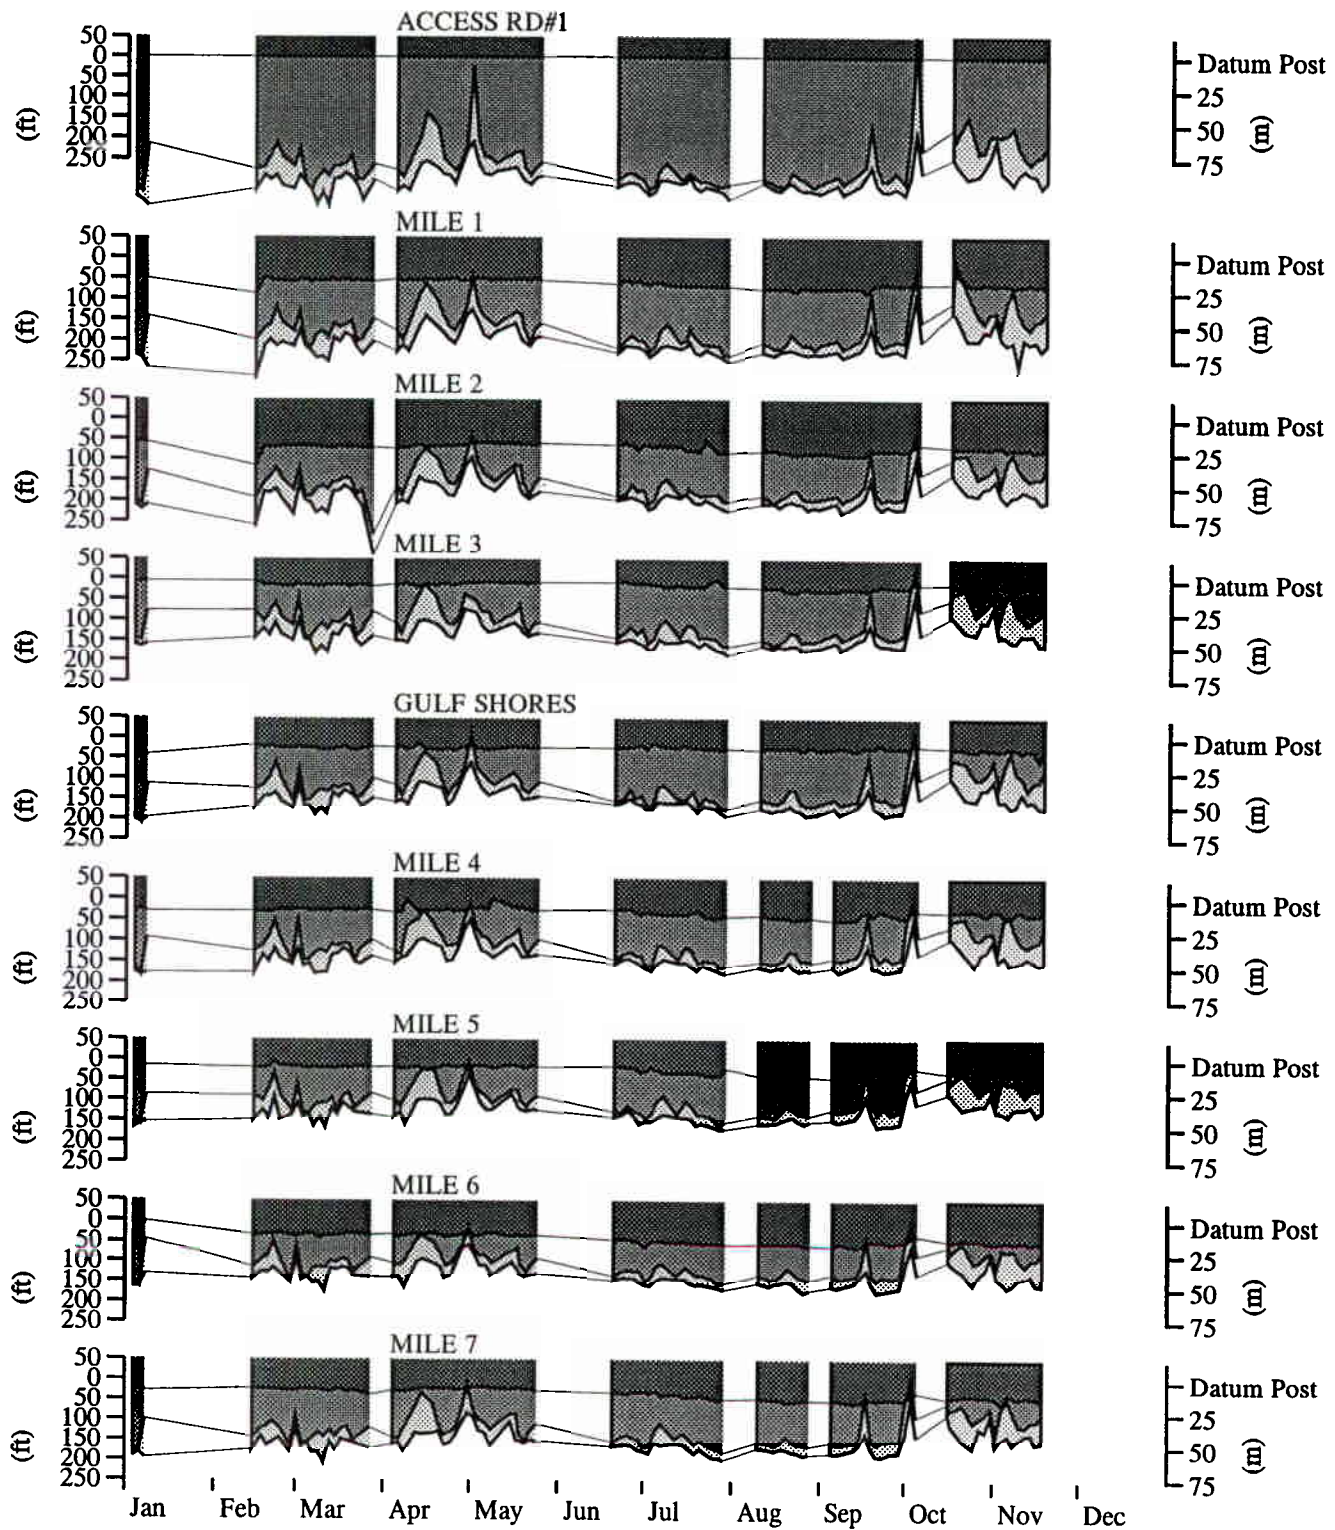 ACCESS RD#1
50
0
50
100
150
200
250
(ft)
Datum Post
25
50
75
(m)
MILE 1
50
0
50
100
150
200
250
(ft)
Datum Post
25
50
75
(m)
MILE 2
50
0
50
100
150
200
250
(ft)
Datum Post
25
50
75
(m)
MILE 3
50
0
50
100
150
200
250
(ft)
Datum Post
25
50
75
(m)
GULF SHORES
50
0
50
100
150
200
250
(ft)
Datum Post
25
50
75
(m)
MILE 4
50
0
50
100
150
200
250
(ft)
Datum Post
25
50
75
(m)
MILE 5
50
0
50
100
150
200
250
(ft)
Datum Post
25
50
75
(m)
MILE 6
50
0
50
100
150
200
250
(ft)
Datum Post
25
50
75
(m)
MILE 7
50
0
50
100
150
200
250
(ft)
Datum Post
25
50
75
(m)
Jan Feb Mar Apr May Jun Jul Aug Sep Oct Nov Dec